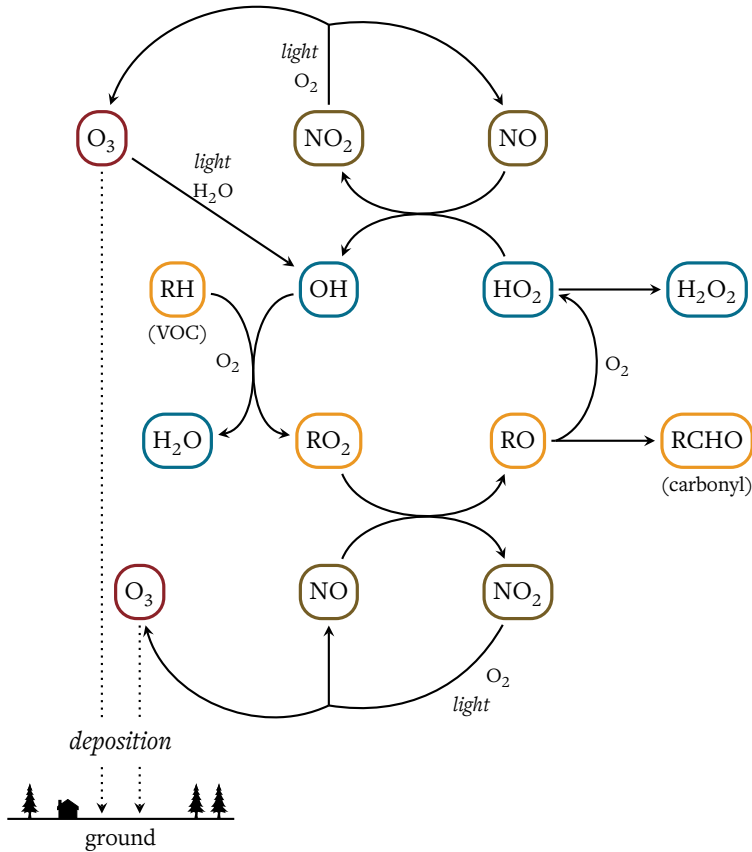 light
O₂
O₃
NO₂
NO
light
H₂O
RH
OH
HO₂
H₂O₂
(VOC)
O₂
O₂
H₂O
RO₂
RO
RCHO
(carbonyl)
O₃
NO
NO₂
O₂
light
deposition
ground